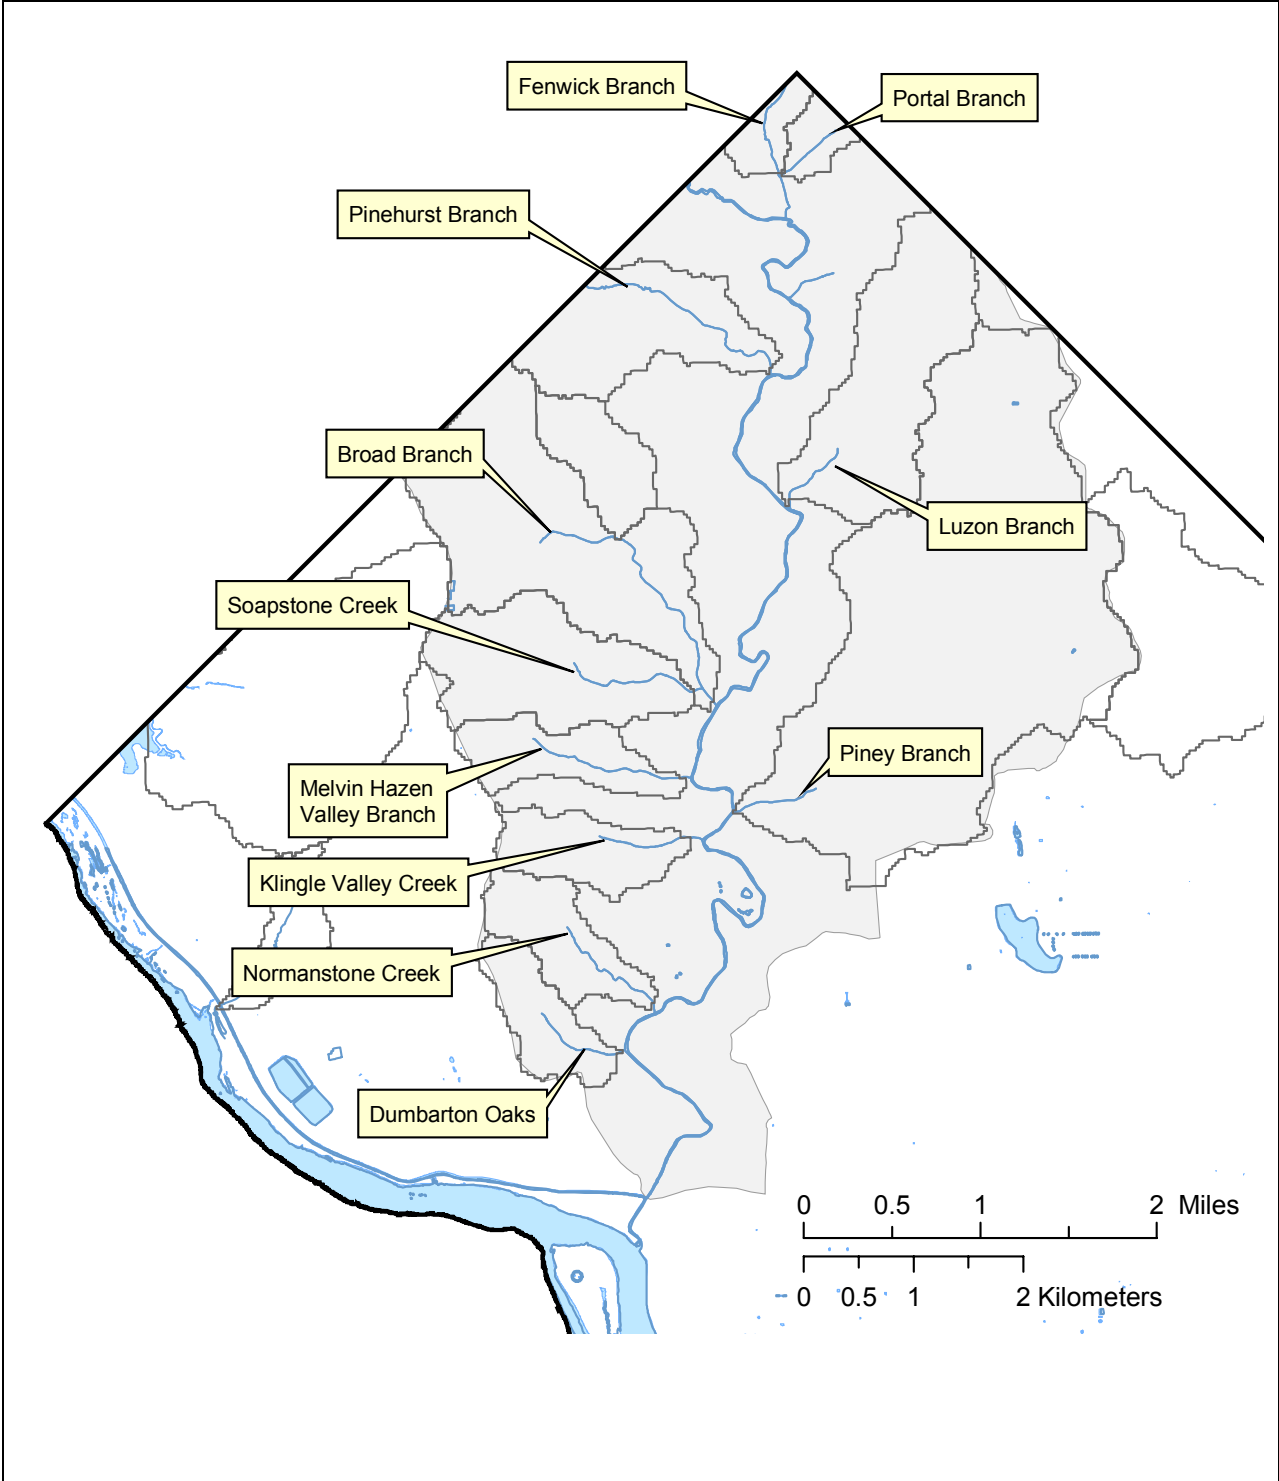 Fenwick Branch
Portal Branch
Pinehurst Branch
Broad Branch
Luzon Branch
Soapstone Creek
Piney Branch
Melvin Hazen
Valley Branch
Klingle Valley Creek
Normanstone Creek
Dumbarton Oaks
0 0.5 1 2 Miles
0 0.5 1 2 Kilometers